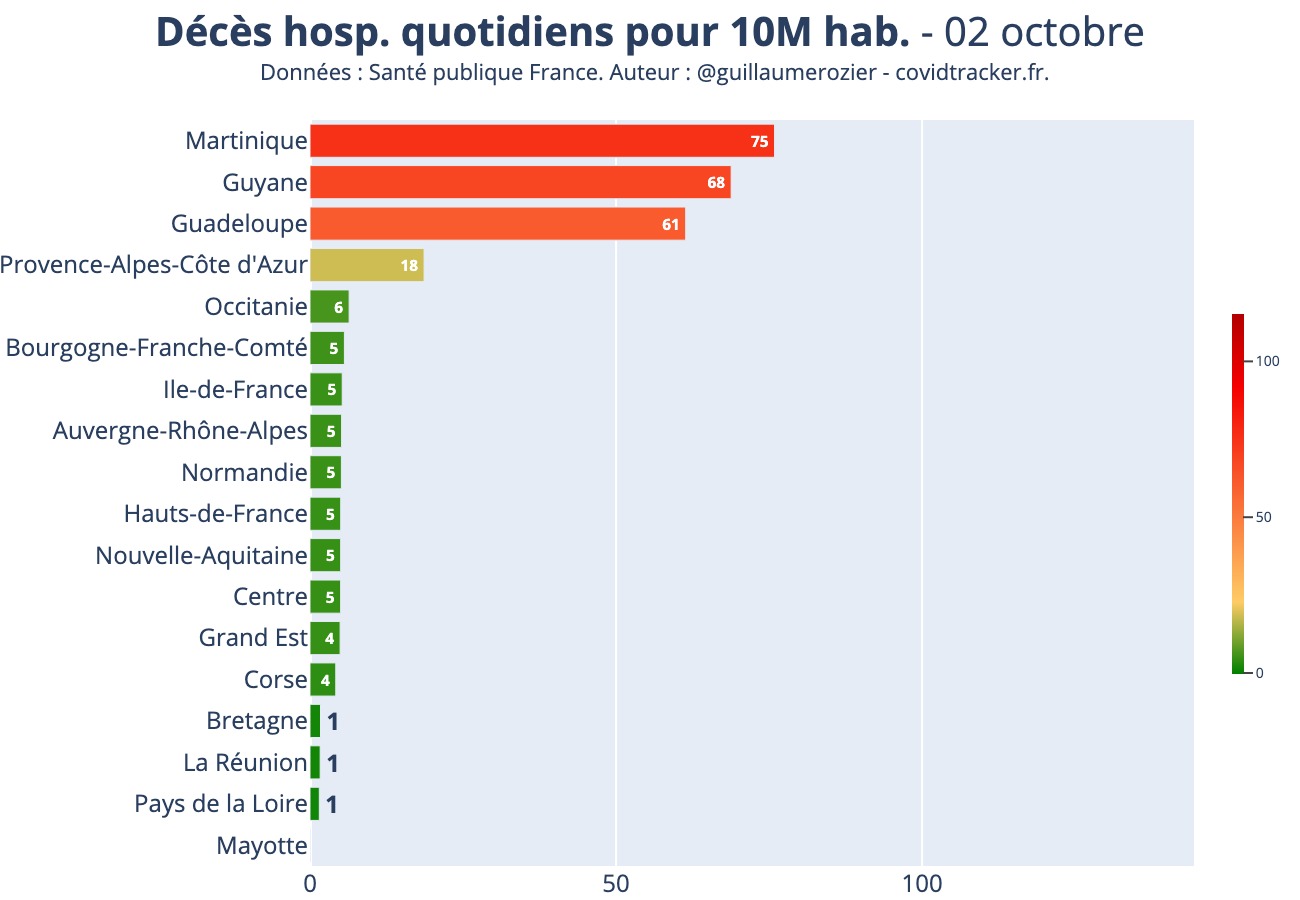 Décès hosp. quotidiens pour 10M hab. - 02 octobre
Données : Santé publique France. Auteur : @guillaumerozier - covidtracker.fr.
Martinique 75
Guyane 68
Guadeloupe 61
Provence-Alpes-Côte d'Azur 18
Occitanie 6
Bourgogne-Franche-Comté 5
Ile-de-France 5
Auvergne-Rhône-Alpes 5
Normandie 5
Hauts-de-France 5
Nouvelle-Aquitaine 5
Centre 5
Grand Est 4
Corse 4
Bretagne 1
La Réunion 1
Pays de la Loire 1
Mayotte
0 50 100
100
50
0